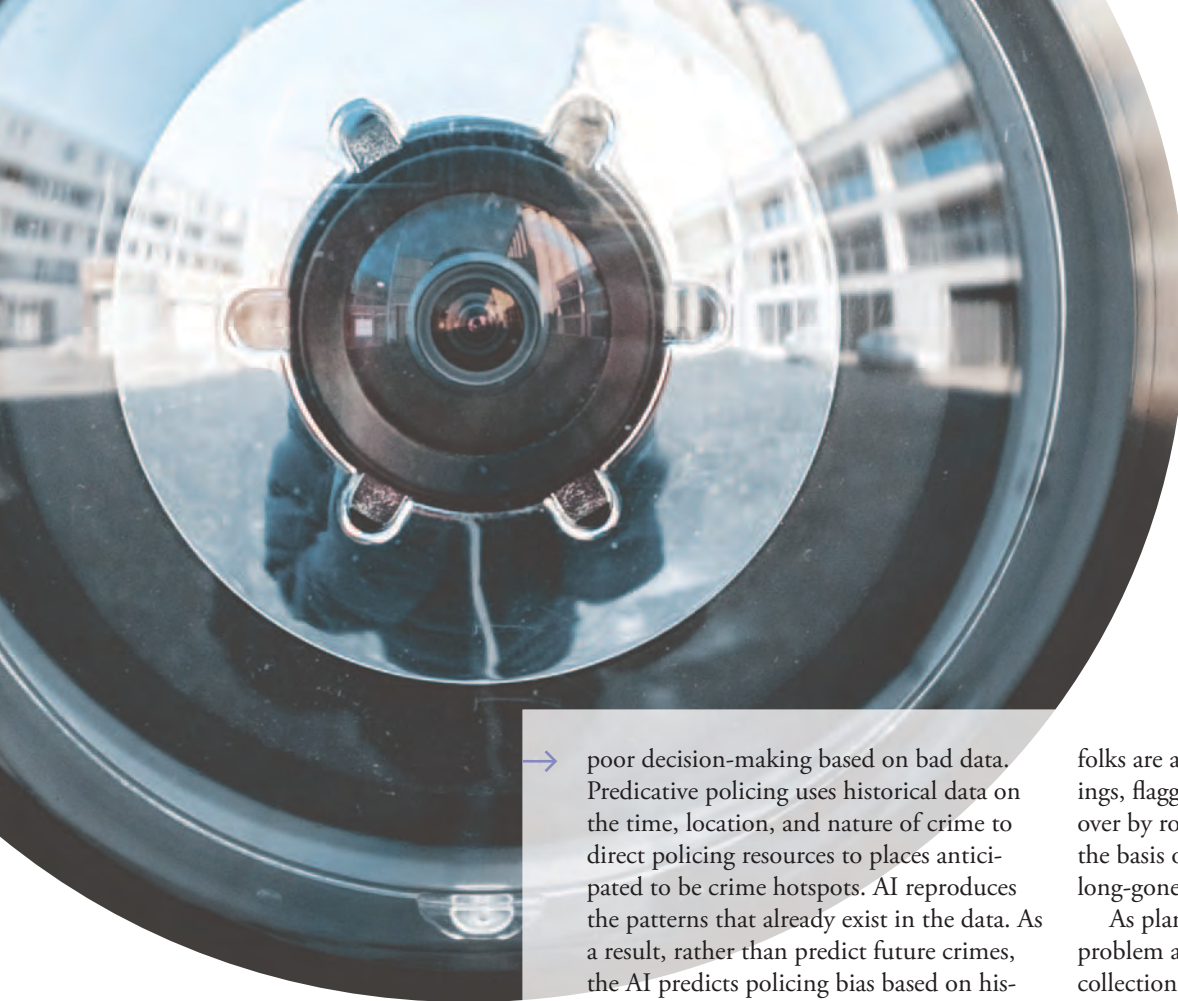 → poor decision-making based on bad data.
Predicative policing uses historical data on
the time, location, and nature of crime to
direct policing resources to places antici-
pated to be crime hotspots. AI reproduces
the patterns that already exist in the data. As
a result, rather than predict future crimes,
the AI predicts policing bias based on his-
folks are a
ings, flagg
over by ro
the basis o
long-gone
As plan
problem a
collection